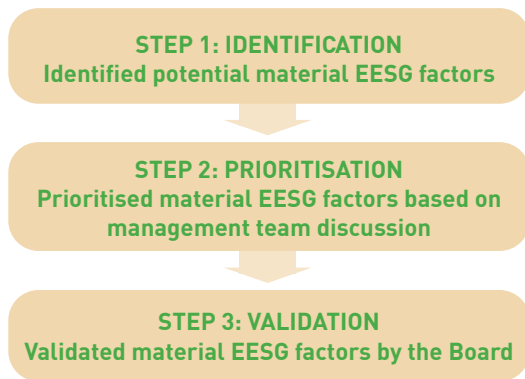 STEP 1: IDENTIFICATION
Identified potential material EESG factors
STEP 2: PRIORITISATION
Prioritised material EESG factors based on
management team discussion
STEP 3: VALIDATION
Validated material EESG factors by the Board